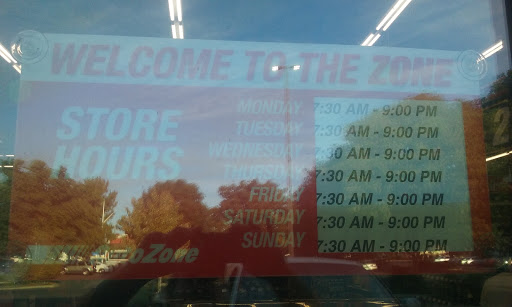 WELCOME TO THE ZONE
STORE HOURS
MONDAY 7:30 AM - 9:00 PM
TUESDAY 7:30 AM - 9:00 PM
WEDNESDAY 7:30 AM - 9:00 PM
THURSDAY 7:30 AM - 9:00 PM
FRIDAY 7:30 AM - 9:00 PM
SATURDAY 7:30 AM - 9:00 PM
SUNDAY 7:30 AM - 9:00 PM
oZone